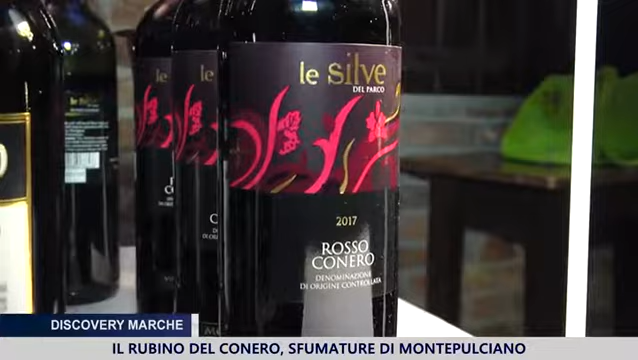 le Silve
DEL PARCO
2017
ROSSO
CONERO
DENOMINAZIONE
DI ORIGINE CONTROLLATA
DISCOVERY MARCHE
IL RUBINO DEL CONERO, SFUMATURE DI MONTEPULCIANO